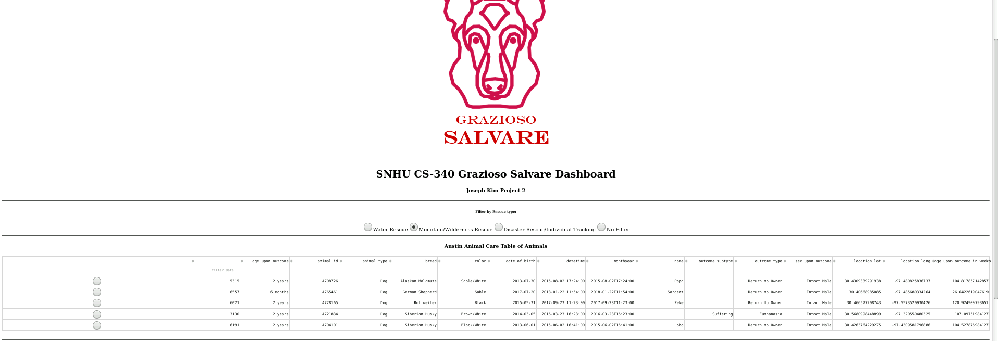 GRAZIOSO
SALVARE
SNHU CS-340 Grazioso Salvare Dashboard
Joseph Kim Project 2
Filter by Rescue type:
Water Rescue Mountain/Wilderness Rescue Disaster Rescue/Individual Tracking No Filter
Austin Animal Care Table of Animals
age_upon_outcome animal_id animal_type breed color date_of_birth datetime monthyear name outcome_subtype outcome_type sex_upon_outcome location_lat location_long age_upon_outcome_in_weeks
filter data...
5315 2 years A708726 Dog Alaskan Malamute Sable/White 2013-07-30 2015-08-02 17:24:00 2015-08-02T17:24:00 Papa Return to Owner Intact Male 30.4309339291938 -97.480825836737 104.817857142857
6557 6 months A765461 Dog German Shepherd Sable 2017-07-20 2018-01-22 11:54:00 2018-01-22T11:54:00 Sargent Return to Owner Intact Male 30.40668985085 -97.485680334264 26.6422619047619
6021 2 years A728165 Dog Rottweiler Black 2015-05-31 2017-09-23 11:23:00 2017-09-23T11:23:00 Zeke Return to Owner Intact Male 30.466577208743 -97.5573520930426 120.924900793651
3130 2 years A721834 Dog Siberian Husky Brown/White 2014-03-05 2016-03-23 16:23:00 2016-03-23T16:23:00 Suffering Euthanasia Intact Male 30.5680998448899 -97.320550480325 107.09751984127
6191 2 years A704101 Dog Siberian Husky Black/White 2013-06-01 2015-06-02 16:41:00 2015-06-02T16:41:00 Lobo Return to Owner Intact Male 30.4263764229275 -97.4309581796886 104.527876984127